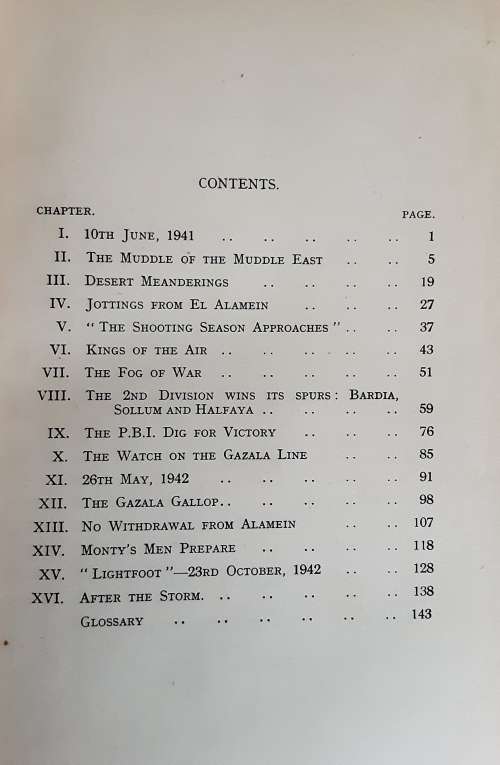 CONTENTS.
CHAPTER. PAGE.
I. 10TH JUNE, 1941 .. .. .. .. .. 1
II. THE MUDDLE OF THE MUDDLE EAST .. .. 5
III. DESERT MEANDERINGS .. .. .. .. 19
IV. JOTTINGS FROM EL ALAMEIN .. .. .. 27
V. “ THE SHOOTING SEASON APPROACHES ” .. .. 37
VI. KINGS OF THE AIR .. .. .. .. .. 43
VII. THE FOG OF WAR .. .. .. .. .. 51
VIII. THE 2ND DIVISION WINS ITS SPURS : BARDIA,
SOLLUM AND HALFAYA .. .. .. .. 59
IX. THE P.B.I. DIG FOR VICTORY .. .. .. 76
X. THE WATCH ON THE GAZALA LINE .. .. 85
XI. 26TH MAY, 1942 .. .. .. .. .. 91
XII. THE GAZALA GALLOP .. .. .. .. .. 98
XIII. NO WITHDRAWAL FROM ALAMEIN .. .. 107
XIV. MONTY'S MEN PREPARE .. .. .. .. 118
XV. “ LIGHTFOOT ”—23RD OCTOBER, 1942 .. .. 128
XVI. AFTER THE STORM. .. .. .. .. .. 138
GLOSSARY .. .. .. .. .. .. 143